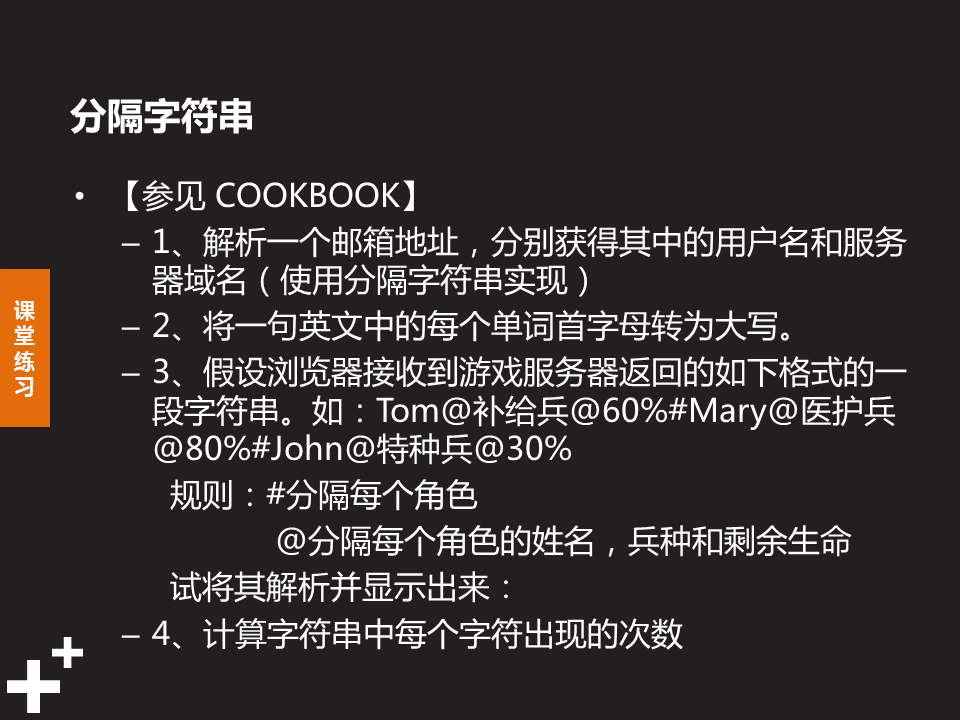 分隔字符串
• 【参见 COOKBOOK】
– 1、解析一个邮箱地址，分别获得其中的用户名和服务
器域名（使用分隔字符串实现）
– 2、将一句英文中的每个单词首字母转为大写。
– 3、假设浏览器接收到游戏服务器返回的如下格式的一
段字符串。如：Tom@补给兵@60%#Mary@医护兵
@80%#John@特种兵@30%
规则：#分隔每个角色
@分隔每个角色的姓名，兵种和剩余生命
试将其解析并显示出来：
– 4、计算字符串中每个字符出现的次数
课
堂
练
习